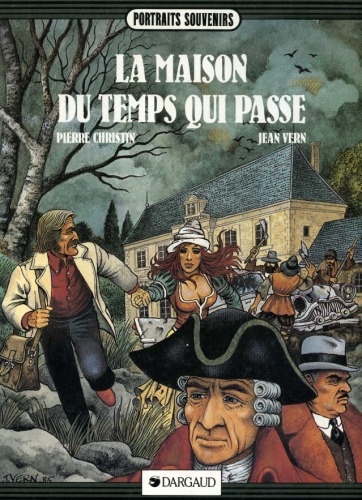 PORTRAITS SOUVENIRS
LA MAISON
DU TEMPS QUI PASSE
PIERRE CHRISTIN JEAN VERN
J.VERN.85
DARGAUD